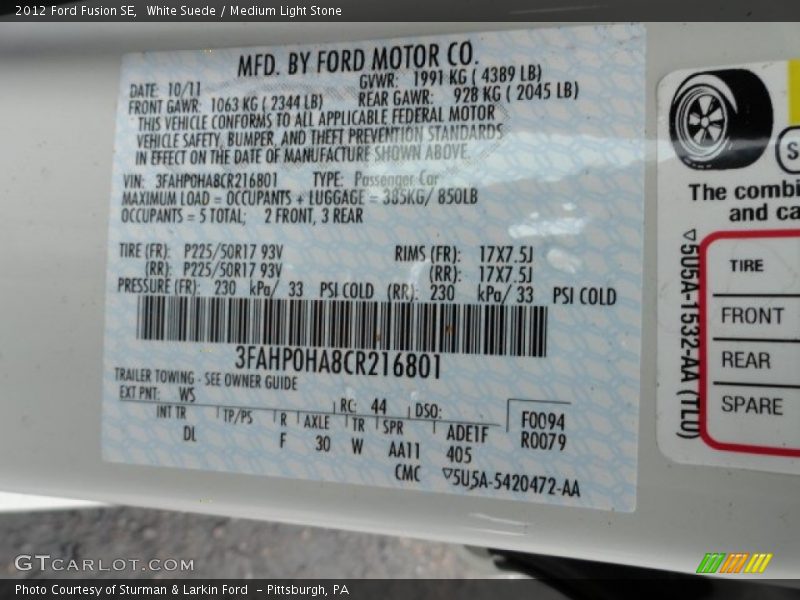 2012 Ford Fusion SE, White Suede / Medium Light Stone
MFD. BY FORD MOTOR CO.
DATE: 10/11 GVWR: 1991 KG ( 4389 LB)
FRONT GAWR: 1063 KG ( 2344 LB) REAR GAWR: 928 KG ( 2045 LB)
THIS VEHICLE CONFORMS TO ALL APPLICABLE FEDERAL MOTOR
VEHICLE SAFETY, BUMPER, AND THEFT PREVENTION STANDARDS
IN EFFECT ON THE DATE OF MANUFACTURE SHOWN ABOVE.
VIN: 3FAHP0HA8CR216801 TYPE: Passenger Car
MAXIMUM LOAD = OCCUPANTS + LUGGAGE = 385KG/ 850LB
OCCUPANTS = 5 TOTAL; 2 FRONT, 3 REAR
TIRE (FR): P225/50R17 93V RIMS (FR): 17X7.5J
(RR): P225/50R17 93V (RR): 17X7.5J
PRESSURE (FR): 230 kPa/ 33 PSI COLD (RR): 230 kPa/ 33 PSI COLD
3FAHP0HA8CR216801
TRAILER TOWING - SEE OWNER GUIDE
EXT PNT: WS RC: 44 DSO:
INT TR TP/PS R AXLE TR SPR ADE1F F0094
DL F 30 W AA11 405 R0079
CMC ▽5U5A-5420472-AA
S
The combi
and ca
▽5U5A-1532-AA (7L0)
TIRE
FRONT
REAR
SPARE
GTCARLOT.COM
Photo Courtesy of Sturman & Larkin Ford - Pittsburgh, PA